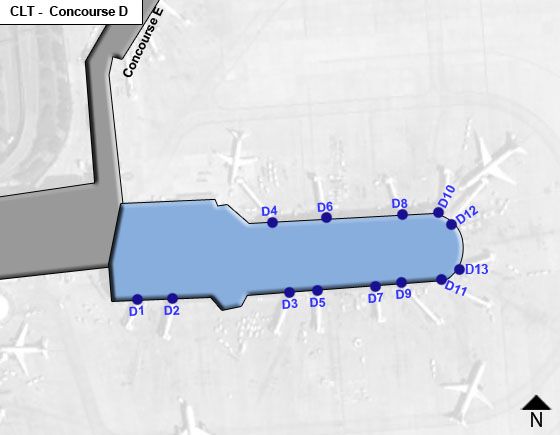 CLT - Concourse D
Concourse E
D10
D4
D6
D8
D12
D13
D1
D2
D3
D5
D7
D9
D11
N